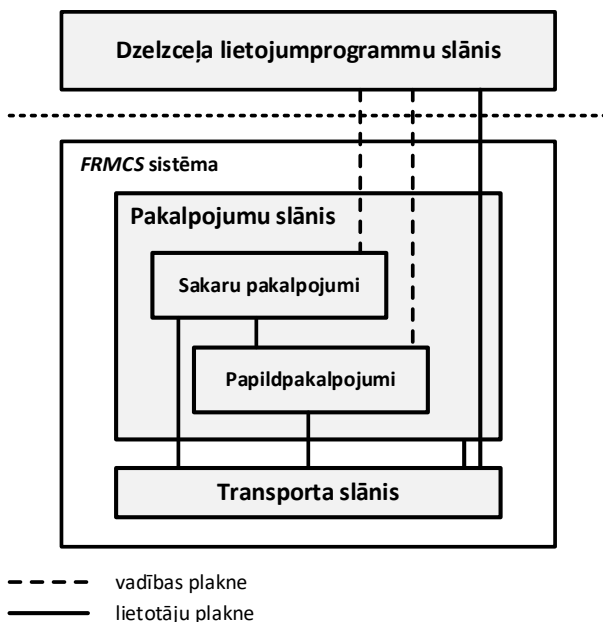 Dzelzceļa lietojumprogrammu slānis
FRMCS sistēma
Pakalpojumu slānis
Sakaru pakalpojumi
Papildpakalpojumi
Transporta slānis
vadības plakne
lietotāju plakne